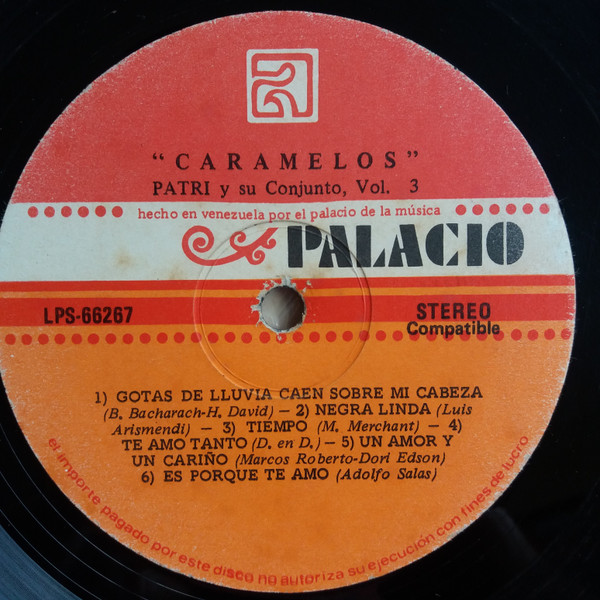 "CARAMELOS"
PATRI y su Conjunto, Vol. 3
hecho en venezuela por el palacio de la música
PALACIO
LPS-66267
STEREO
Compatible
1) GOTAS DE LLUVIA CAEN SOBRE MI CABEZA
(B. Bacharach-H. David) — 2) NEGRA LINDA (Luis
Arismendi) — 3) TIEMPO (M. Merchant) — 4)
TE AMO TANTO (D. en D.) — 5) UN AMOR Y
UN CARIÑO (Marcos Roberto-Dori Edson)
6) ES PORQUE TE AMO (Adolfo Salas)
el importe pagado por este disco no autoriza su ejecución con fines de lucro